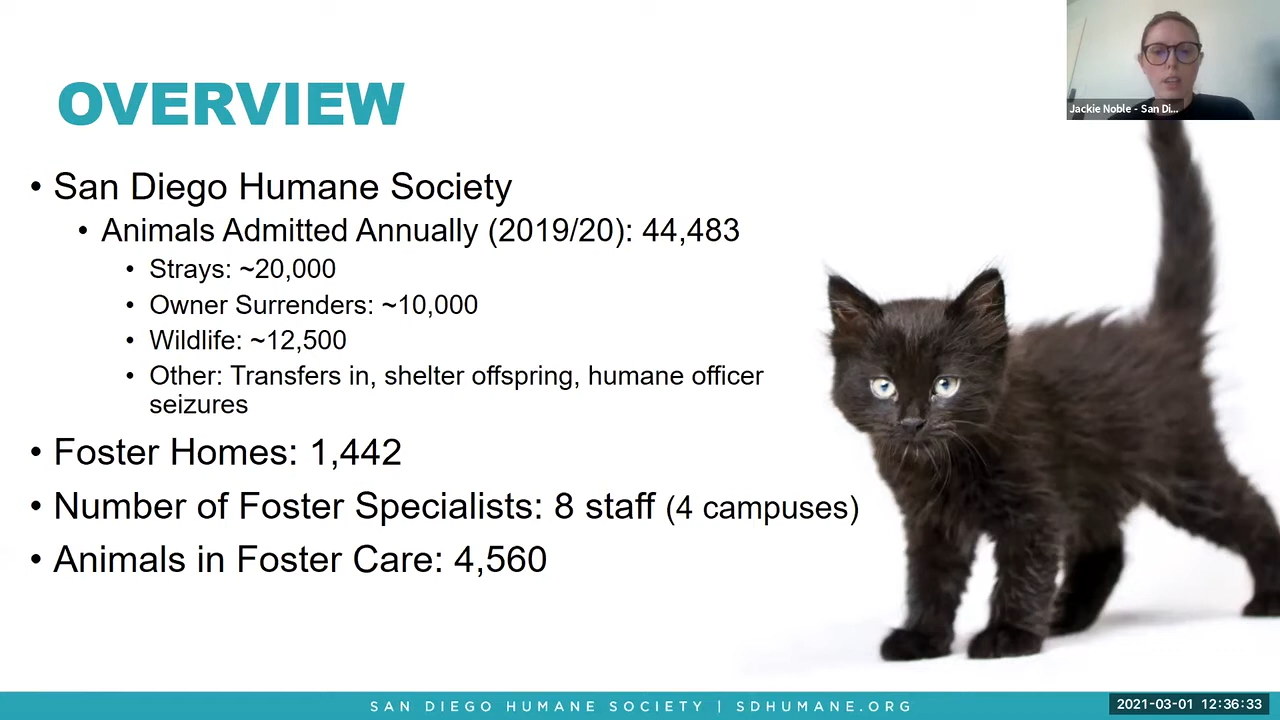 OVERVIEW
• San Diego Humane Society
• Animals Admitted Annually (2019/20): 44,483
• Strays: ~20,000
• Owner Surrenders: ~10,000
• Wildlife: ~12,500
• Other: Transfers in, shelter offspring, humane officer
seizures
• Foster Homes: 1,442
• Number of Foster Specialists: 8 staff (4 campuses)
• Animals in Foster Care: 4,560
Jackie Noble - San Di...
SAN DIEGO HUMANE SOCIETY | SDHUMANE.ORG
2021-03-01 12:36:33